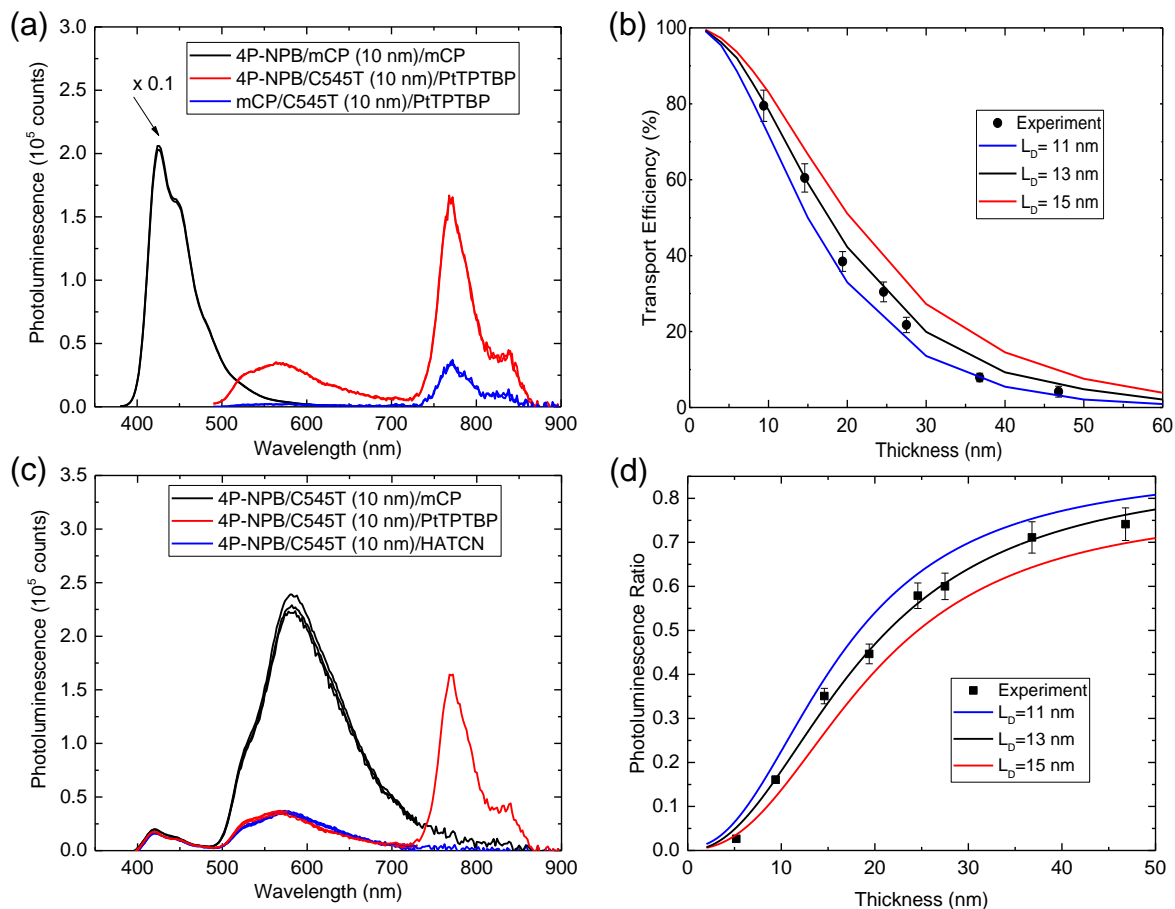 (a)
3.0
2.5
2.0
1.5
1.0
0.5
0.0
Photoluminescence (10⁵ counts)
x 0.1
4P-NPB/mCP (10 nm)/mCP
4P-NPB/C545T (10 nm)/PtTPTBP
mCP/C545T (10 nm)/PtTPTBP
400 500 600 700 800 900
Wavelength (nm)
(b)
100
80
60
40
20
0
Transport Efficiency (%)
Experiment
L_D= 11 nm
L_D= 13 nm
L_D= 15 nm
0 10 20 30 40 50 60
Thickness (nm)
(c)
3.5
3.0
2.5
2.0
1.5
1.0
0.5
0.0
Photoluminescence (10⁵ counts)
4P-NPB/C545T (10 nm)/mCP
4P-NPB/C545T (10 nm)/PtTPTBP
4P-NPB/C545T (10 nm)/HATCN
400 500 600 700 800 900
Wavelength (nm)
(d)
0.8
0.7
0.6
0.5
0.4
0.3
0.2
0.1
0.0
Photoluminescence Ratio
Experiment
L_D=11 nm
L_D=13 nm
L_D=15 nm
0 10 20 30 40 50
Thickness (nm)